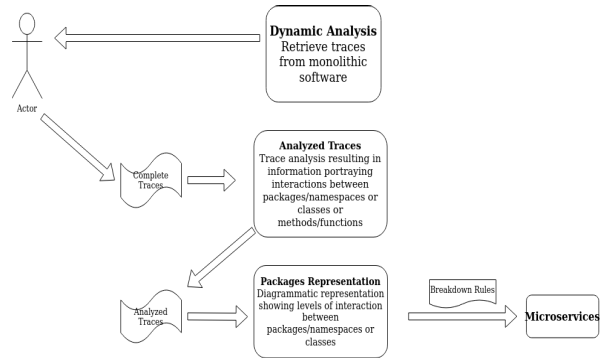 Dynamic Analysis
Retrieve traces
from monolithic
software
Actor
Complete
Traces
Analyzed Traces
Trace analysis resulting in
information portraying
interactions between
packages/namespaces or
classes or
methods/functions
Analyzed
Traces
Packages Representation
Diagrammatic representation
showing levels of interaction
between
packages/namespaces or
classes
Breakdown Rules
Microservices